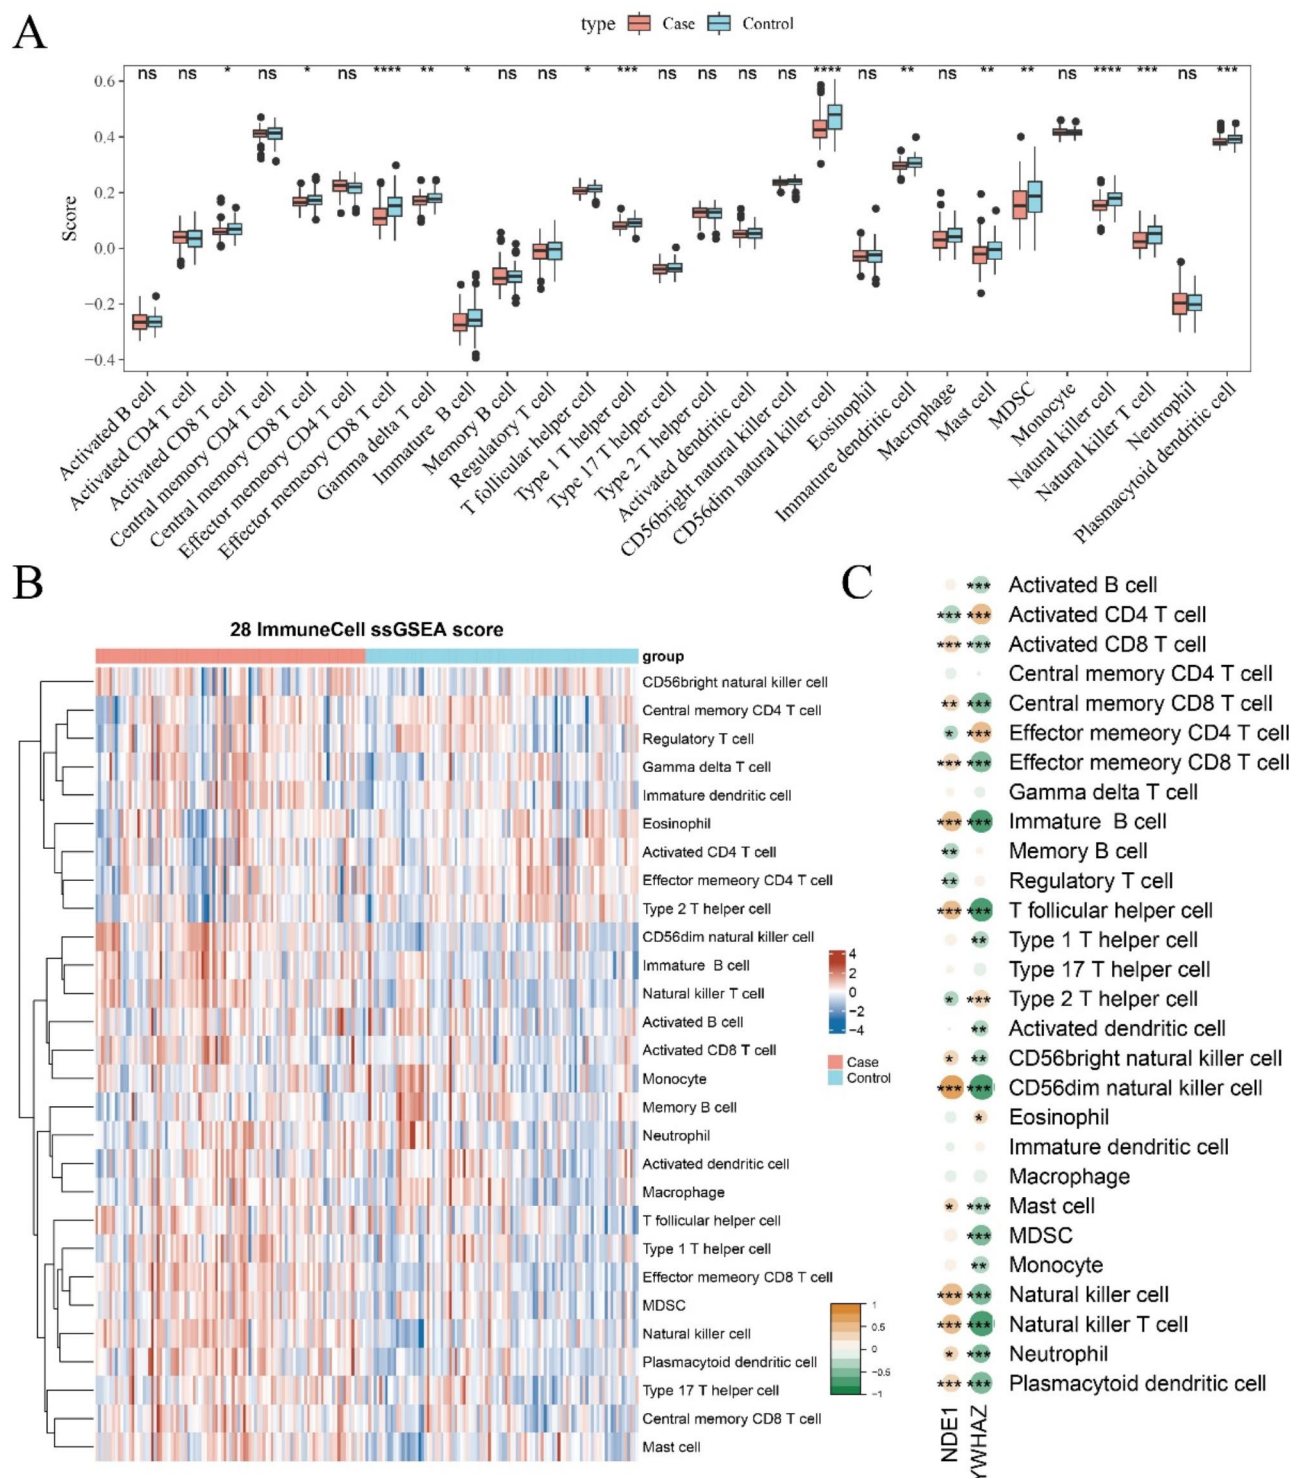 A
type Case Control
ns ns * ns * ns **** ** * ns ns * *** ns ns ns ns **** ns ** ns ** ** ns **** *** ns ***
Score
0.6
0.4
0.2
0.0
−0.2
−0.4
Activated B cell
Activated CD4 T cell
Activated CD8 T cell
Central memory CD4 T cell
Central memory CD8 T cell
Effector memeory CD4 T cell
Effector memeory CD8 T cell
Gamma delta T cell
Immature B cell
Memory B cell
Regulatory T cell
T follicular helper cell
Type 1 T helper cell
Type 17 T helper cell
Type 2 T helper cell
Activated dendritic cell
CD56bright natural killer cell
CD56dim natural killer cell
Eosinophil
Immature dendritic cell
Macrophage
Mast cell
MDSC
Monocyte
Natural killer cell
Natural killer T cell
Neutrophil
Plasmacytoid dendritic cell
B
28 ImmuneCell ssGSEA score
group
CD56bright natural killer cell
Central memory CD4 T cell
Regulatory T cell
Gamma delta T cell
Immature dendritic cell
Eosinophil
Activated CD4 T cell
Effector memeory CD4 T cell
Type 2 T helper cell
CD56dim natural killer cell
Immature B cell
Natural killer T cell
Activated B cell
Activated CD8 T cell
Monocyte
Memory B cell
Neutrophil
Activated dendritic cell
Macrophage
T follicular helper cell
Type 1 T helper cell
Effector memeory CD8 T cell
MDSC
Natural killer cell
Plasmacytoid dendritic cell
Type 17 T helper cell
Central memory CD8 T cell
Mast cell
4
2
0
−2
−4
Case
Control
1
0.5
0
−0.5
−1
C
*** Activated B cell
*** *** Activated CD4 T cell
*** *** Activated CD8 T cell
Central memory CD4 T cell
** *** Central memory CD8 T cell
* *** Effector memeory CD4 T cell
*** *** Effector memeory CD8 T cell
Gamma delta T cell
*** *** Immature B cell
** Memory B cell
** Regulatory T cell
*** *** T follicular helper cell
** Type 1 T helper cell
Type 17 T helper cell
* *** Type 2 T helper cell
** Activated dendritic cell
* ** CD56bright natural killer cell
*** *** CD56dim natural killer cell
* Eosinophil
Immature dendritic cell
Macrophage
* *** Mast cell
*** MDSC
** Monocyte
*** *** Natural killer cell
*** *** Natural killer T cell
* *** Neutrophil
*** *** Plasmacytoid dendritic cell
NDE1
YWHAZ